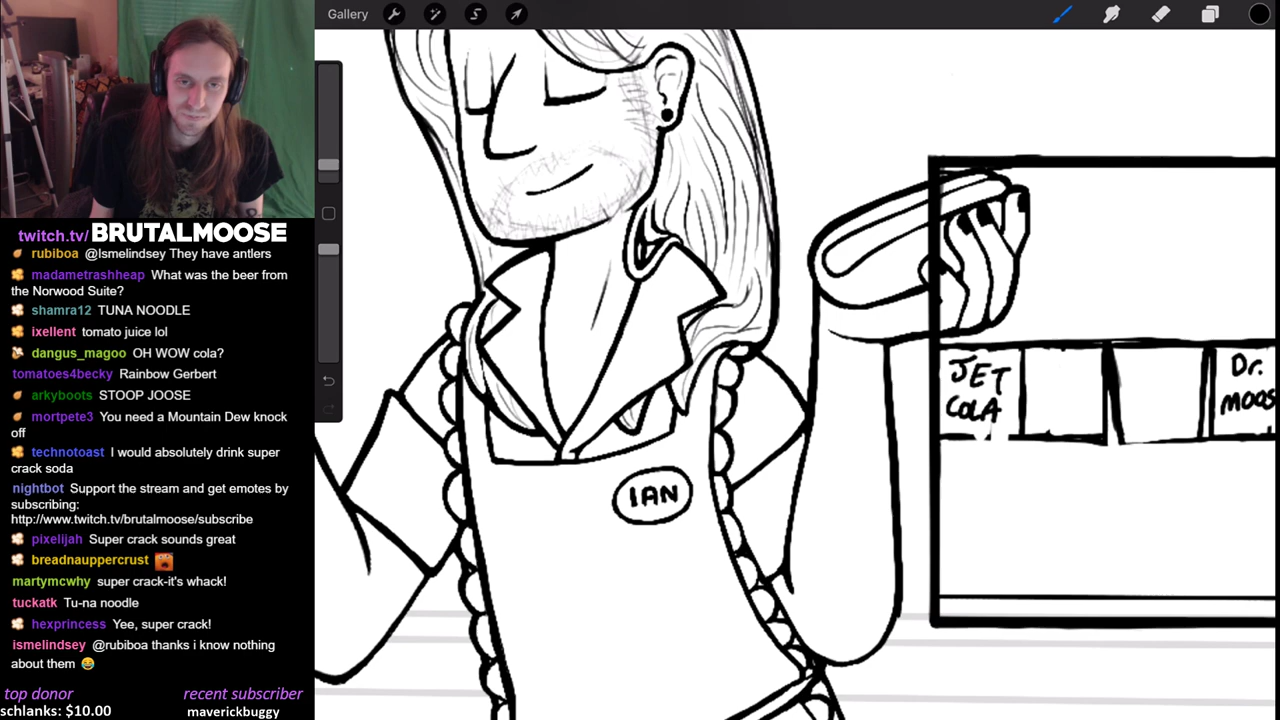 Gallery
twitch.tv/BRUTALMOOSE
rubiboa @Ismelindsey They have antlers
madametrashheap What was the beer from
the Norwood Suite?
shamra12 TUNA NOODLE
ixellent tomato juice lol
dangus_magoo OH WOW cola?
tomatoes4becky Rainbow Gerbert
arkyboots STOOP JOOSE
mortpete3 You need a Mountain Dew knock
off
technotoast I would absolutely drink super
crack soda
nightbot Support the stream and get emotes by
subscribing:
http://www.twitch.tv/brutalmoose/subscribe
pixelijah Super crack sounds great
breadnauppercrust
martymcwhy super crack-it's whack!
tuckatk Tu-na noodle
hexprincess Yee, super crack!
ismelindsey @rubiboa thanks i know nothing
about them 😂
top donor
schlanks: $10.00
recent subscriber
maverickbuggy
IAN
JET
COLA
Dr.
MOOS